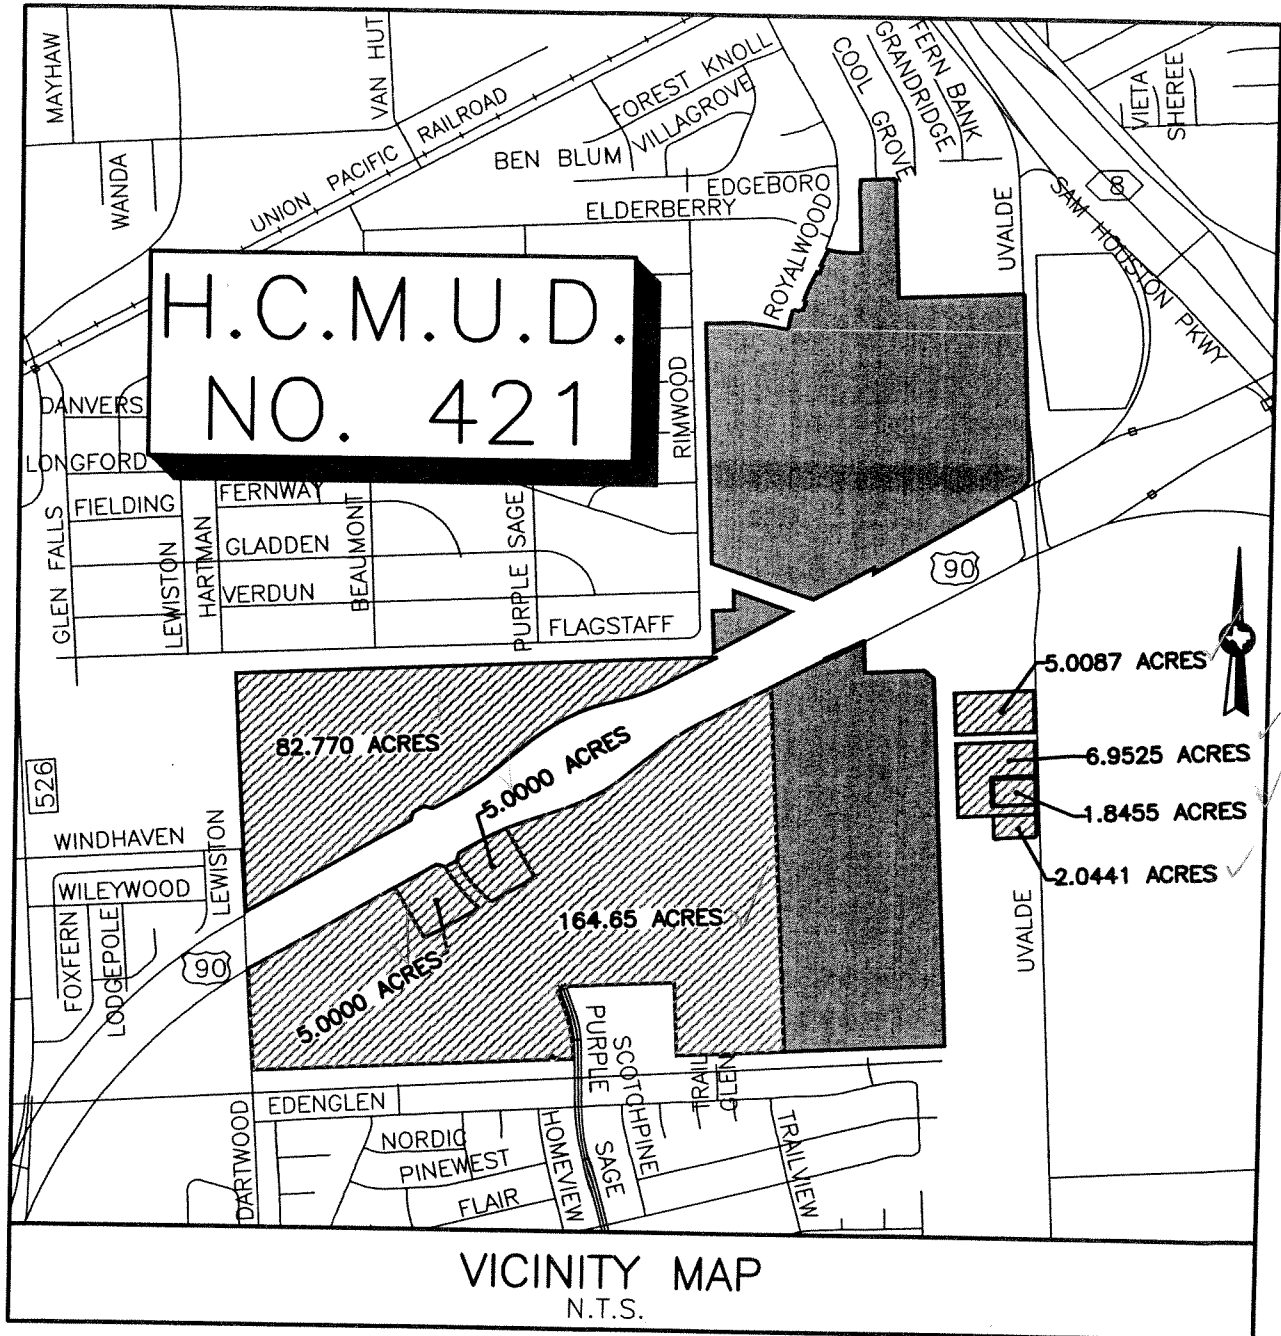 MAYHAW
VAN HUT
WANDA
UNION PACIFIC RAILROAD
FOREST KNOLL
VILLAGROVE
BEN BLUM
EDGEBORO
ELDERBERRY
ROYALWOOD
COOL GROVE
GRANDRIDGE
FERN BANK
UVALDE
VIETA
SHEREE
8
SAM HOUSTON PKWY
H.C.M.U.D.
NO. 421
DANVERS
LONGFORD
FIELDING
FERNWAY
GLADDEN
VERDUN
GLEN FALLS
LEWISTON
HARTMAN
BEAUMONT
PURPLE SAGE
RIMWOOD
FLAGSTAFF
90
5.0087 ACRES
6.9525 ACRES
1.8455 ACRES
2.0441 ACRES
82.770 ACRES
5.0000 ACRES
164.65 ACRES
5.0000 ACRES
526
WINDHAVEN
WILEYWOOD
LEWISTON
FOXFERN
LODGEPOLE
90
UVALDE
PURPLE SAGE
SCOTCHPINE
TRAIL GLEN
TRAILVIEW
EDENGLEN
DARTWOOD
NORDIC
PINEWEST
FLAIR
HOMEVIEW
VICINITY MAP
N.T.S.